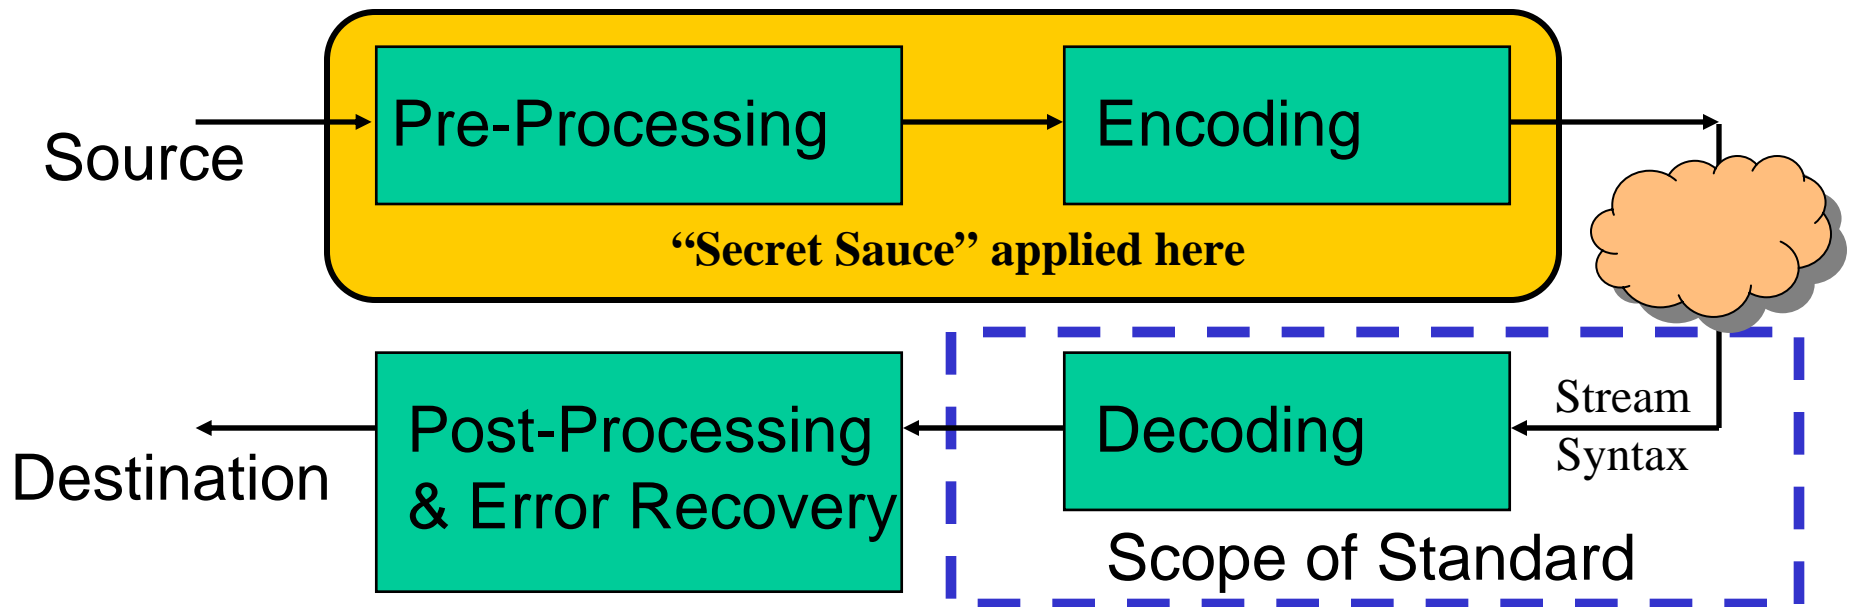 Source
Pre-Processing
Encoding
“Secret Sauce” applied here
Stream
Syntax
Decoding
Post-Processing
& Error Recovery
Destination
Scope of Standard